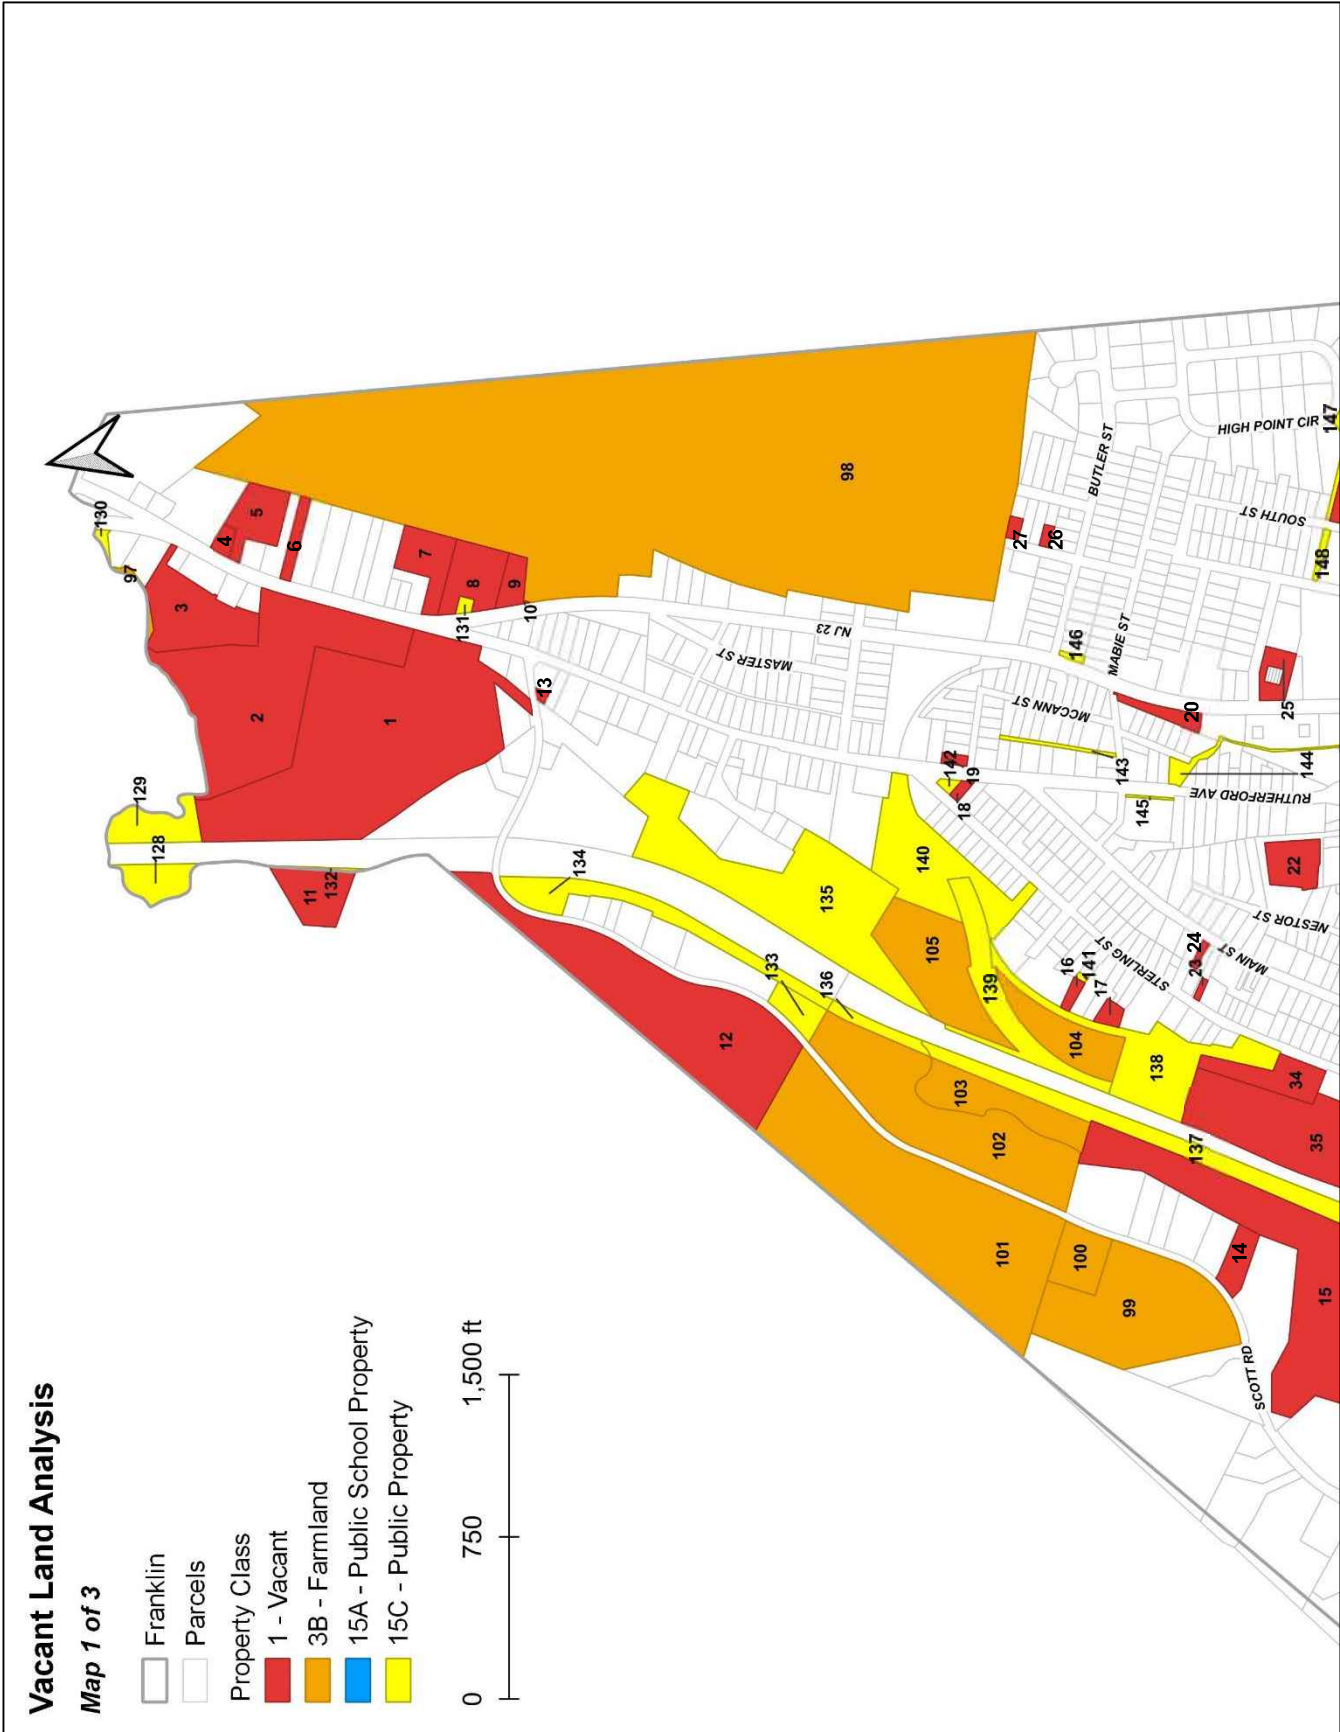 Vacant Land Analysis
Map 1 of 3
Franklin
Parcels
Property Class
1 - Vacant
3B - Farmland
15A - Public School Property
15C - Public Property
0 750 1,500 ft
130
97
4
5
3
6
2
1
7
8
9
131
10
13
129
128
11
132
98
NJ 23
MASTER ST
134
135
133
136
12
140
105
139
104
103
102
101
100
99
142
19
18
MCCANN ST
143
27
26
BUTLER ST
146
MABIE ST
HIGH POINT CIR
147
SOUTH ST
148
20
25
144
RUTHERFORD AVE
145
22
NESTOR ST
MAIN ST
24
23
STERLING ST
16
141
17
138
34
35
137
14
15
SCOTT RD